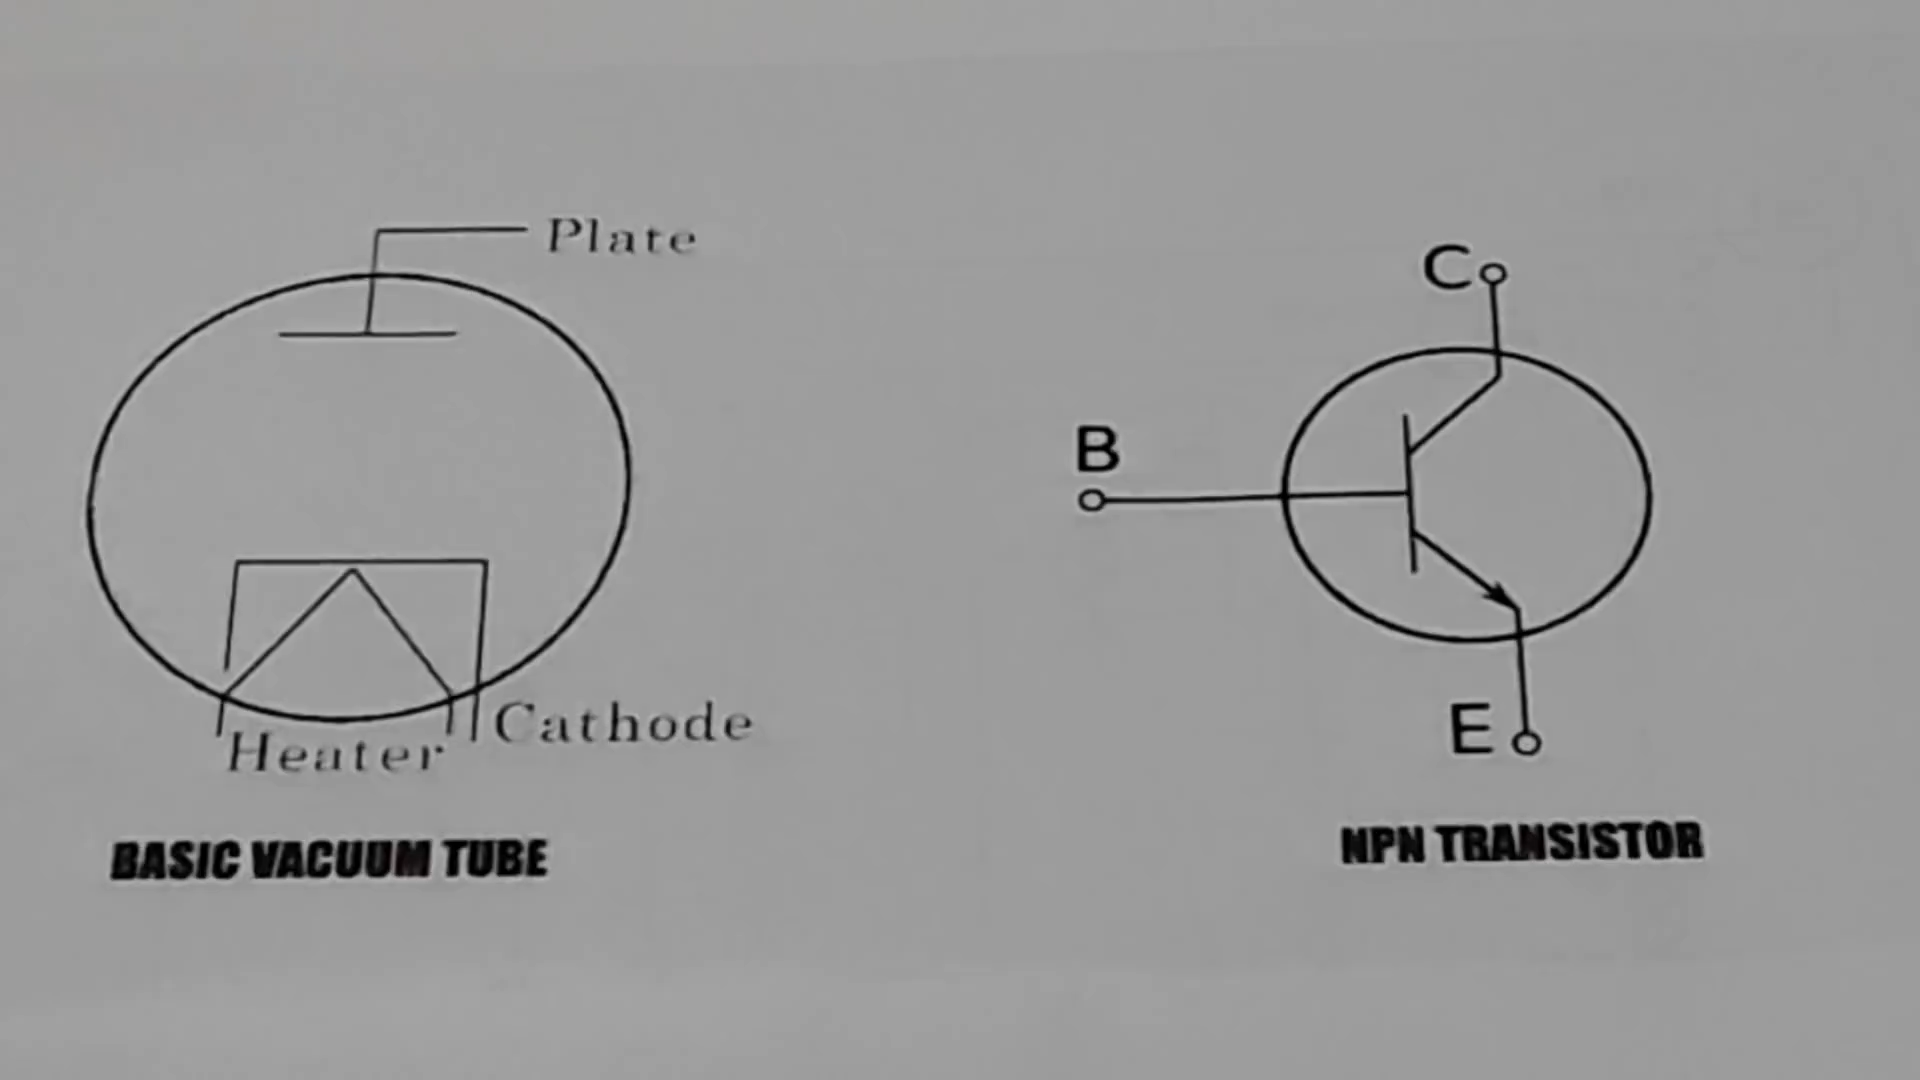 Plate
Heater
Cathode
BASIC VACUUM TUBE
C
B
E
NPN TRANSISTOR